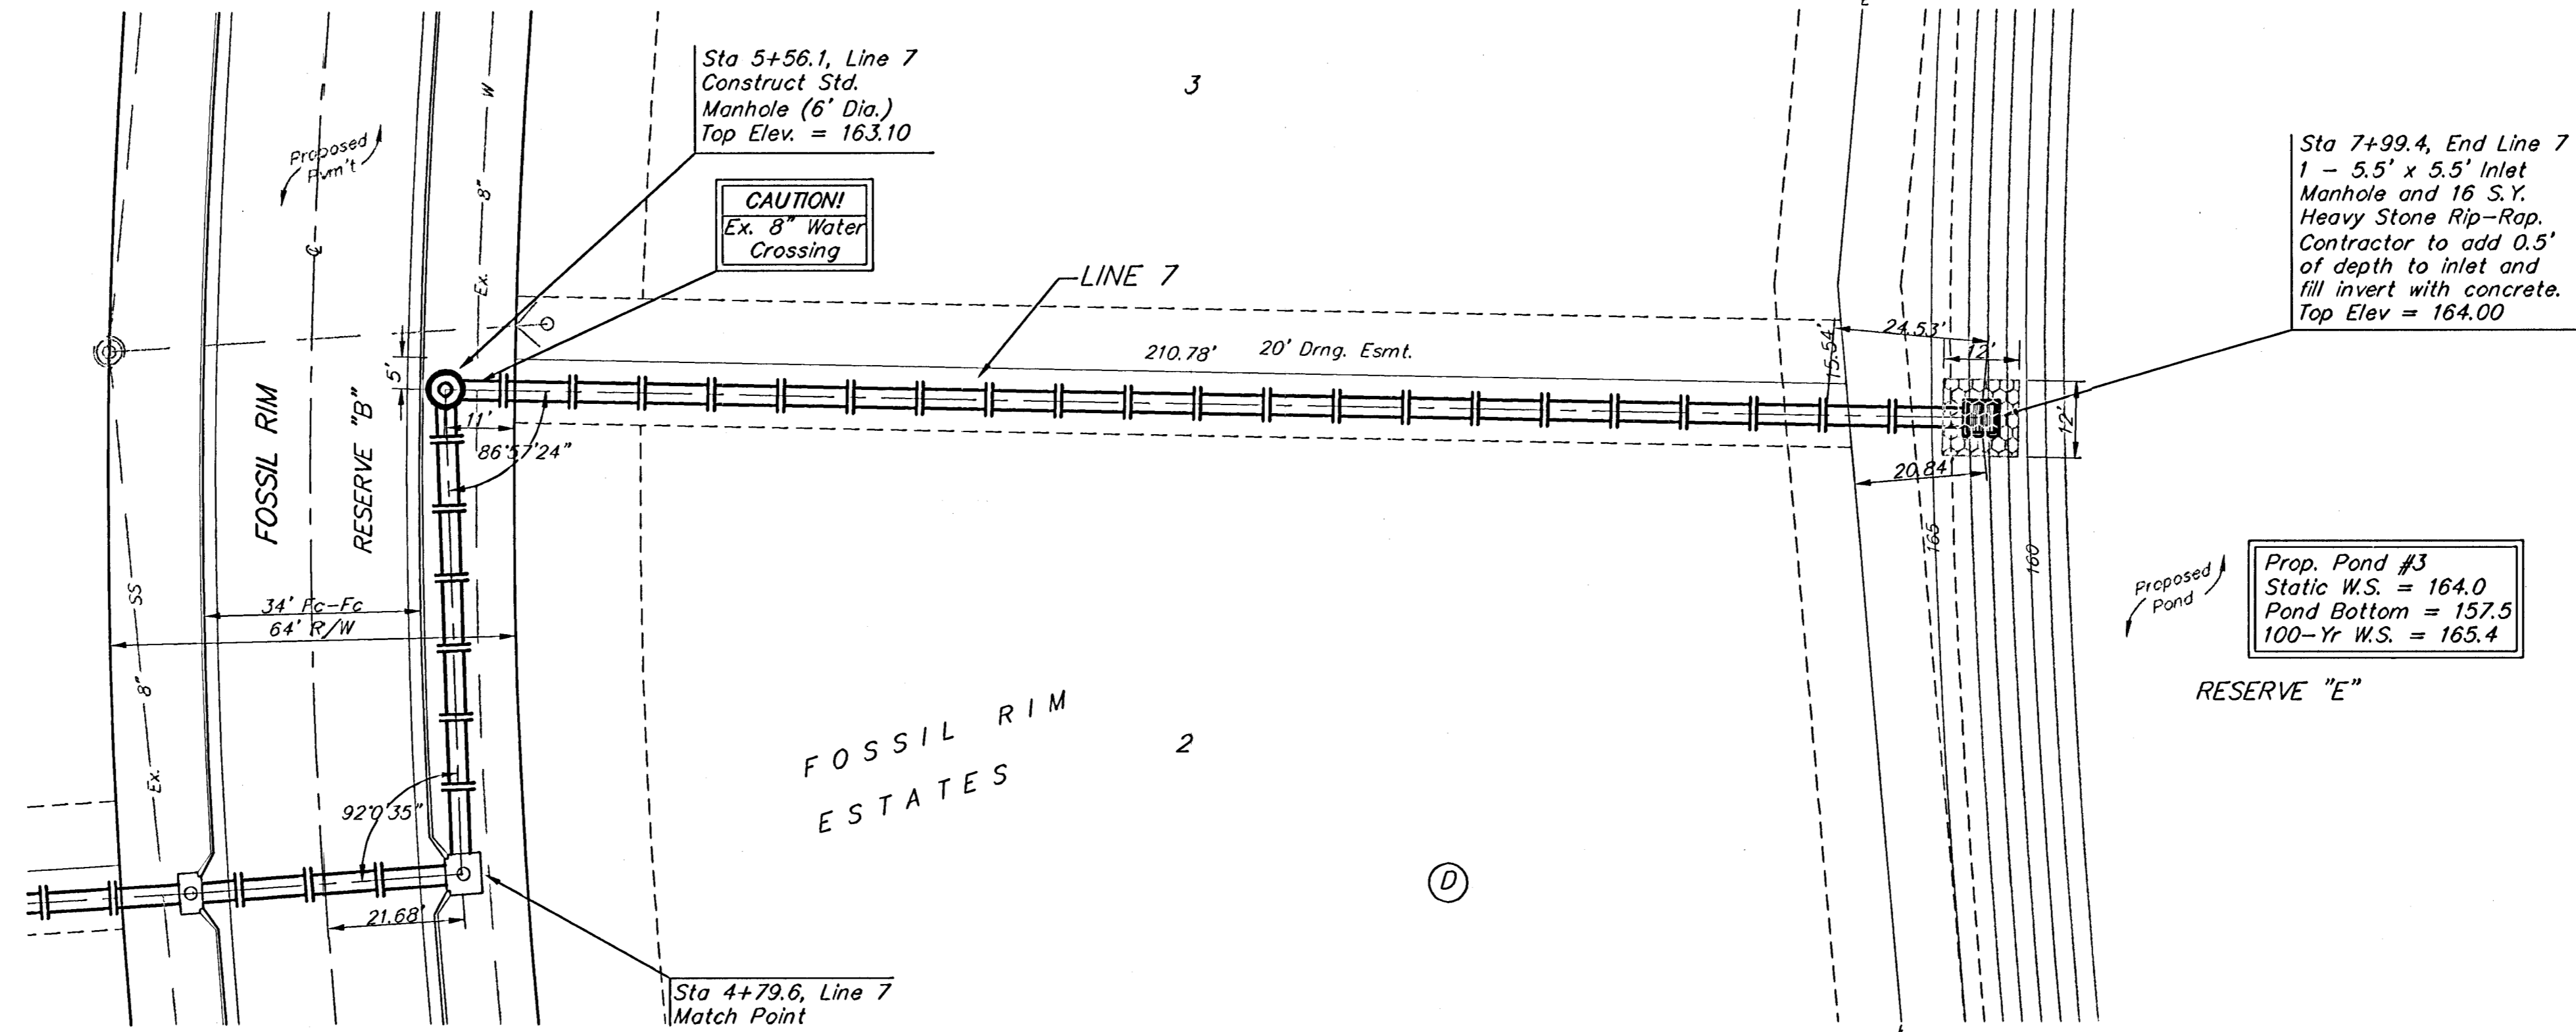 Sta 5+56.1, Line 7
Construct Std.
Manhole (6' Dia.)
Top Elev. = 163.10
CAUTION!
Ex. 8" Water
Crossing
3
Sta 7+99.4, End Line 7
1 - 5.5' x 5.5' Inlet
Manhole and 16 S.Y.
Heavy Stone Rip-Rap.
Contractor to add 0.5'
of depth to inlet and
fill invert with concrete.
Top Elev = 164.00
Proposed
Pvm't
℄
Ex. 8" W
LINE 7
210.78'
20' Drng. Esmt.
15.54'
24.53'
12'
12'
20.84'
5'
11'
86°57'24"
FOSSIL RIM
RESERVE "B"
34' Fc-Fc
64' R/W
Ex. 8" SS
92°0'35"
21.68'
FOSSIL RIM
ESTATES
2
D
165
160
Proposed
Pond
Prop. Pond #3
Static W.S. = 164.0
Pond Bottom = 157.5
100-Yr W.S. = 165.4
RESERVE "E"
Sta 4+79.6, Line 7
Match Point